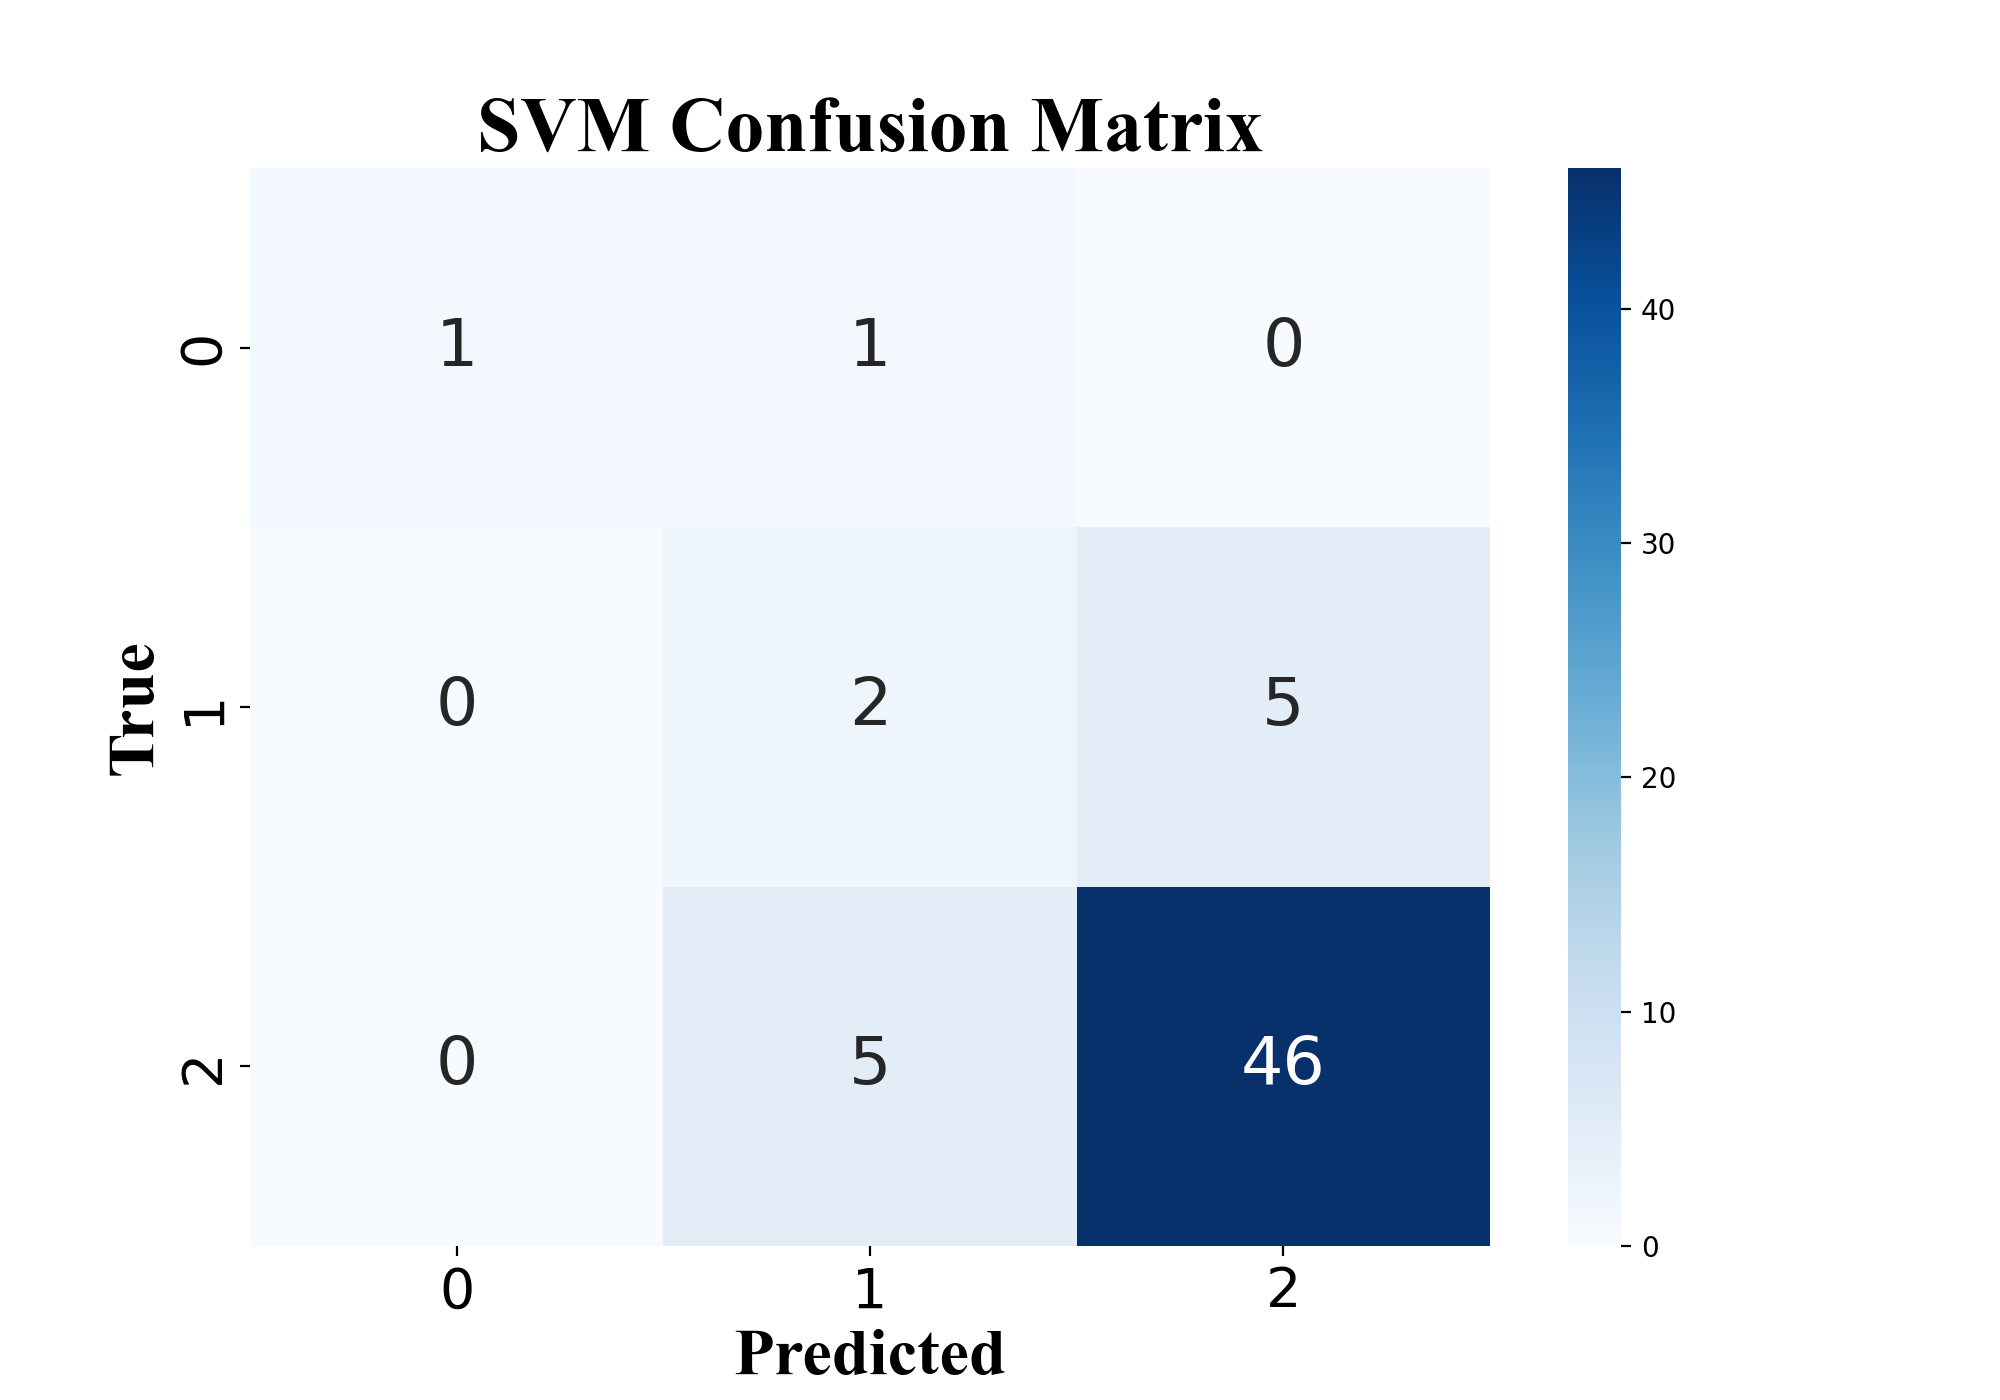 SVM Confusion Matrix
0 1 1 0 40
30
True 1 0 2 5
20
2 0 5 46 10
0
0 1 2
Predicted